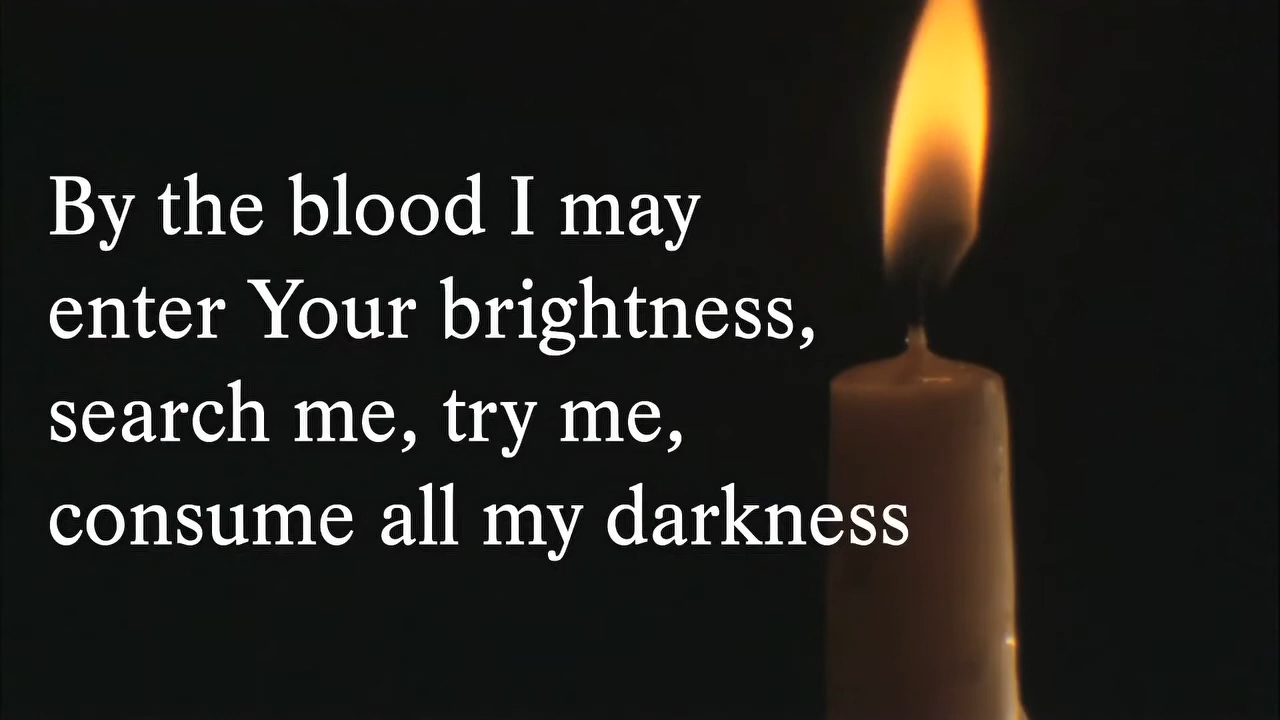 By the blood I may
enter Your brightness,
search me, try me,
consume all my darkness